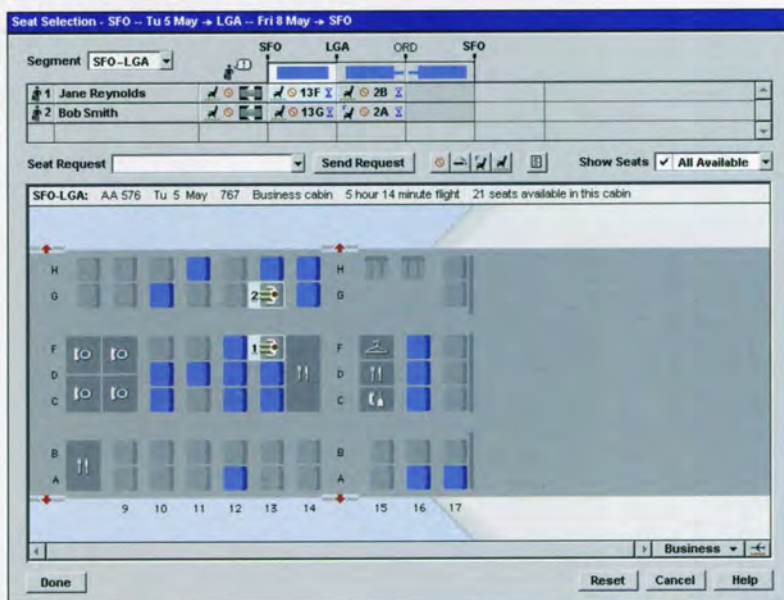 Seat Selection - SFO -- Tu 5 May → LGA -- Fri 8 May → SFO
SFO LGA ORD SFO
Segment SFO-LGA
1 Jane Reynolds 13F 2B
2 Bob Smith 13G 2A
Seat Request Send Request Show Seats All Available
SFO-LGA: AA 576 Tu 5 May 767 Business cabin 5 hour 14 minute flight 21 seats available in this cabin
H H
G 2 G
F 1 F
D D
C C
B B
A A
9 10 11 12 13 14 15 16 17
Business
Done Reset Cancel Help